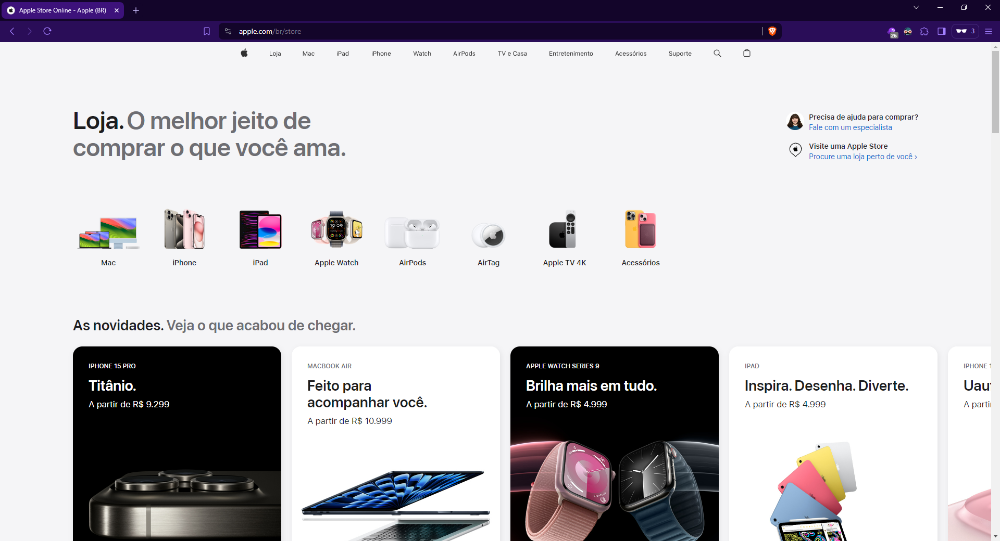 Apple Store Online - Apple (BR)
apple.com/br/store
26
3
Loja
Mac
iPad
iPhone
Watch
AirPods
TV e Casa
Entretenimento
Acessórios
Suporte
Loja. O melhor jeito de
comprar o que você ama.
Precisa de ajuda para comprar?
Fale com um especialista
Visite uma Apple Store
Procure uma loja perto de você >
Mac
iPhone
iPad
Apple Watch
AirPods
AirTag
Apple TV 4K
Acessórios
As novidades. Veja o que acabou de chegar.
IPHONE 15 PRO
Titânio.
A partir de R$ 9.299
MACBOOK AIR
Feito para
acompanhar você.
A partir de R$ 10.999
APPLE WATCH SERIES 9
Brilha mais em tudo.
A partir de R$ 4.999
IPAD
Inspira. Desenha. Diverte.
A partir de R$ 4.999
IPHONE 1
Uau
A parti